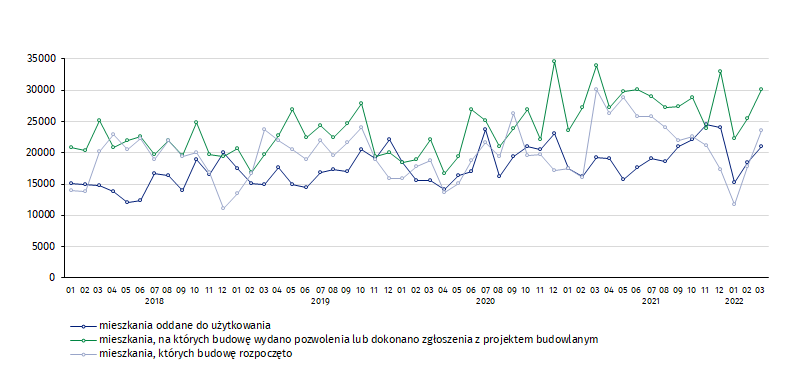 35000
30000
25000
20000
15000
10000
5000
0
01 02 03 04 05 06 07 08 09 10 11 12 01 02 03 04 05 06 07 08 09 10 11 12 01 02 03 04 05 06 07 08 09 10 11 12 01 02 03 04 05 06 07 08 09 10 11 12 01 02 03
2018 2019 2020 2021 2022
mieszkania oddane do użytkowania
mieszkania, na których budowę wydano pozwolenia lub dokonano zgłoszenia z projektem budowlanym
mieszkania, których budowę rozpoczęto